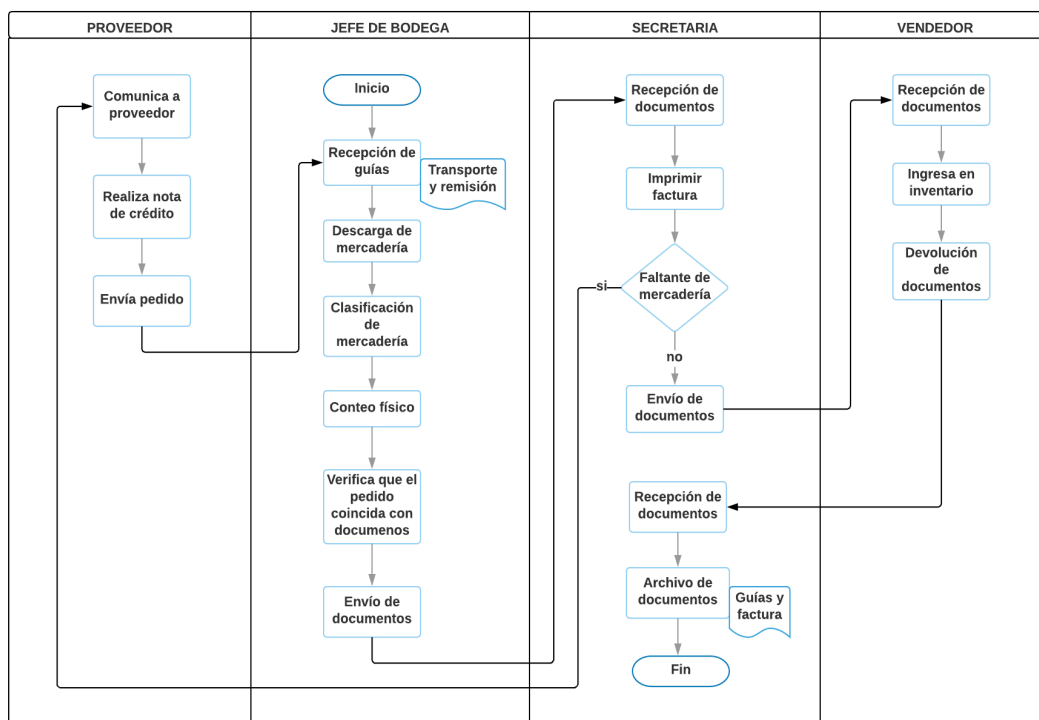 PROVEEDOR
JEFE DE BODEGA
SECRETARIA
VENDEDOR
Comunica a
proveedor
Realiza nota
de crédito
Envía pedido
Inicio
Recepción de
guías
Transporte
y remisión
Descarga de
mercadería
Clasificación
de
mercadería
Conteo físico
Verifica que el
pedido
coincida con
documenos
Envío de
documentos
Recepción de
documentos
Imprimir
factura
Faltante de
mercadería
si
no
Envío de
documentos
Recepción de
documentos
Archivo de
documentos
Guías y
factura
Fin
Recepción de
documentos
Ingresa en
inventario
Devolución
de
documentos